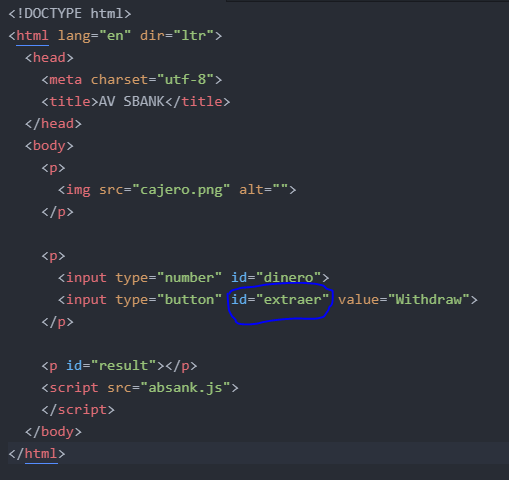 <!DOCTYPE html>
<html lang="en" dir="ltr">
<head>
<meta charset="utf-8">
<title>AV SBANK</title>
</head>
<body>
<p>
<img src="cajero.png" alt="">
</p>
<p>
<input type="number" id="dinero">
<input type="button" id="extraer" value="Withdraw">
</p>
<p id="result"></p>
<script src="absank.js">
</script>
</body>
</html>